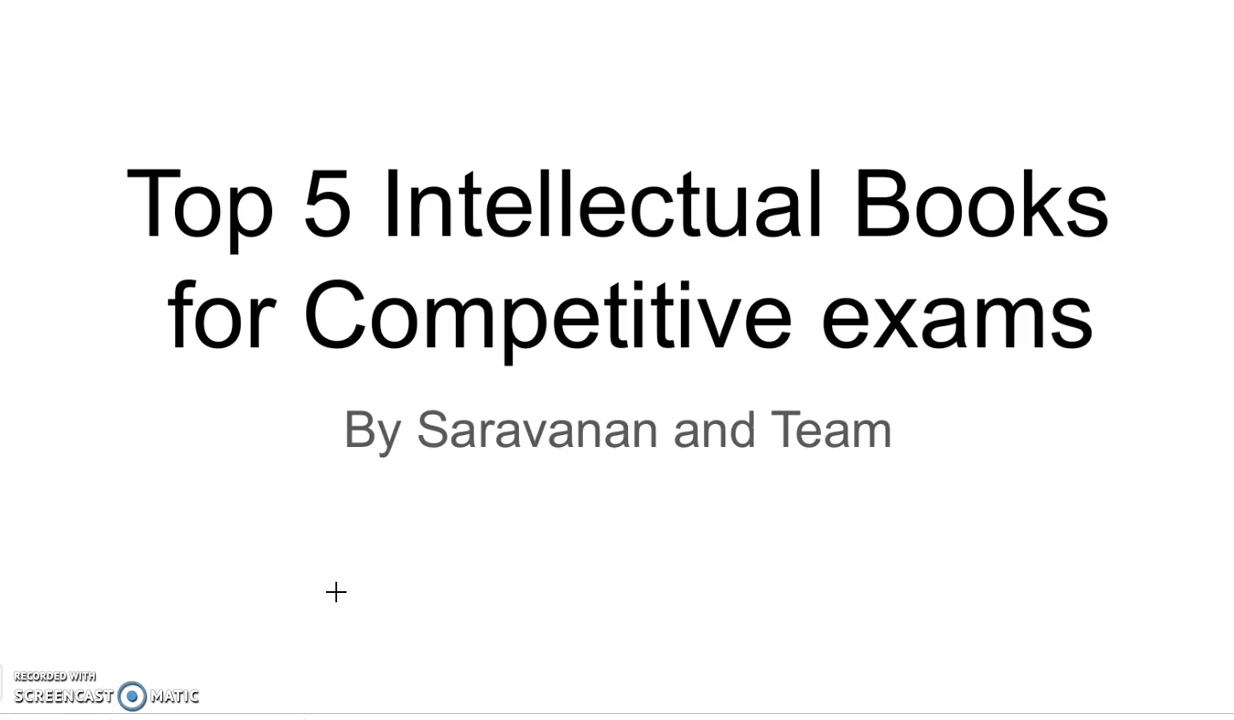 Top 5 Intellectual Books
for Competitive exams
By Saravanan and Team
RECORDED WITH
SCREENCAST MATIC